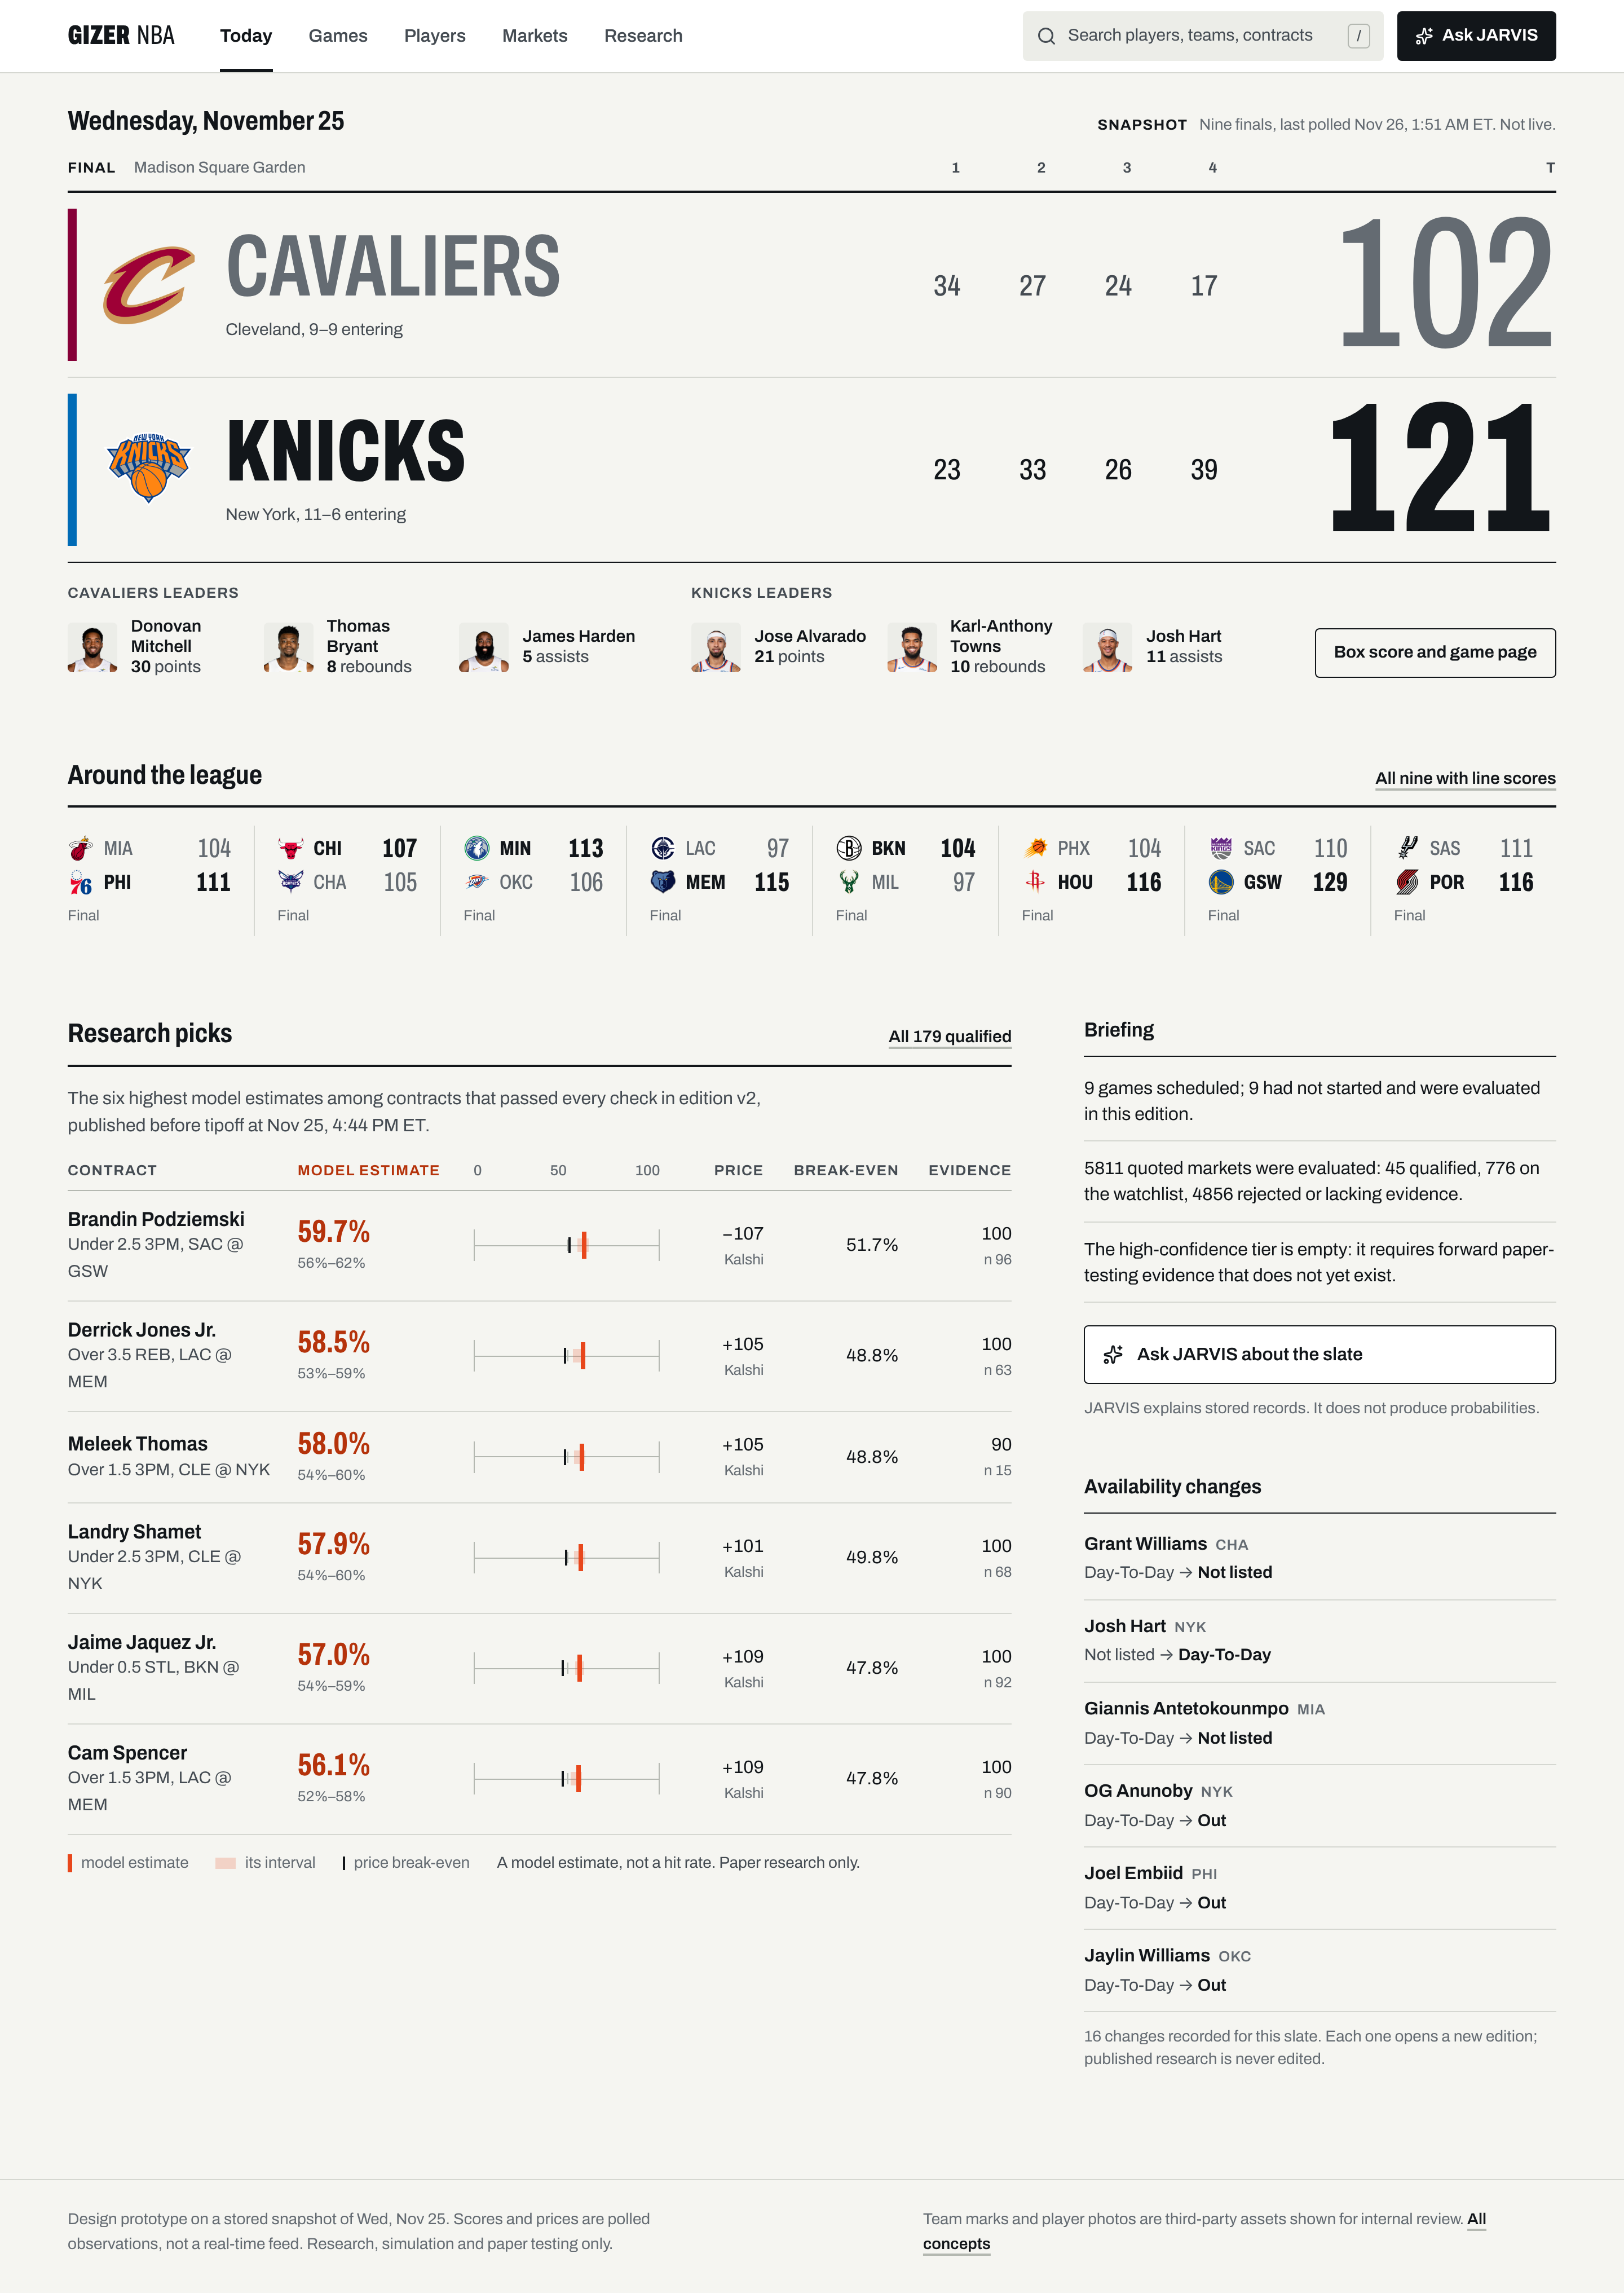 GIZER NBA Today Games Players Markets Research Search players, teams, contracts / Ask JARVIS
Wednesday, November 25 SNAPSHOT Nine finals, last polled Nov 26, 1:51 AM ET. Not live.
FINAL Madison Square Garden 1 2 3 4 T
CAVALIERS 34 27 24 17 102
Cleveland, 9–9 entering
NEW YORK
KNICKS
KNICKS 23 33 26 39 121
New York, 11–6 entering
CAVALIERS LEADERS
Donovan Mitchell
30 points
Thomas Bryant
8 rebounds
James Harden
5 assists
KNICKS LEADERS
Jose Alvarado
21 points
Karl-Anthony Towns
10 rebounds
Josh Hart
11 assists
Box score and game page
Around the league All nine with line scores
MIA 104
PHI 111
Final
CHI 107
CHA 105
Final
MIN 113
OKC 106
Final
LAC 97
MEM 115
Final
BKN 104
MIL 97
Final
PHX 104
HOU 116
Final
SAC 110
GSW 129
Final
SAS 111
POR 116
Final
Research picks All 179 qualified
The six highest model estimates among contracts that passed every check in edition v2,
published before tipoff at Nov 25, 4:44 PM ET.
CONTRACT MODEL ESTIMATE 0 50 100 PRICE BREAK-EVEN EVIDENCE
Brandin Podziemski
Under 2.5 3PM, SAC @
GSW
59.7%
56%–62%
−107
Kalshi
51.7%
100
n 96
Derrick Jones Jr.
Over 3.5 REB, LAC @
MEM
58.5%
53%–59%
+105
Kalshi
48.8%
100
n 63
Meleek Thomas
Over 1.5 3PM, CLE @ NYK
58.0%
54%–60%
+105
Kalshi
48.8%
90
n 15
Landry Shamet
Under 2.5 3PM, CLE @
NYK
57.9%
54%–60%
+101
Kalshi
49.8%
100
n 68
Jaime Jaquez Jr.
Under 0.5 STL, BKN @
MIL
57.0%
54%–59%
+109
Kalshi
47.8%
100
n 92
Cam Spencer
Over 1.5 3PM, LAC @
MEM
56.1%
52%–58%
+109
Kalshi
47.8%
100
n 90
model estimate its interval price break-even A model estimate, not a hit rate. Paper research only.
Briefing
9 games scheduled; 9 had not started and were evaluated
in this edition.
5811 quoted markets were evaluated: 45 qualified, 776 on
the watchlist, 4856 rejected or lacking evidence.
The high-confidence tier is empty: it requires forward paper-
testing evidence that does not yet exist.
Ask JARVIS about the slate
JARVIS explains stored records. It does not produce probabilities.
Availability changes
Grant Williams CHA
Day-To-Day → Not listed
Josh Hart NYK
Not listed → Day-To-Day
Giannis Antetokounmpo MIA
Day-To-Day → Not listed
OG Anunoby NYK
Day-To-Day → Out
Joel Embiid PHI
Day-To-Day → Out
Jaylin Williams OKC
Day-To-Day → Out
16 changes recorded for this slate. Each one opens a new edition;
published research is never edited.
Design prototype on a stored snapshot of Wed, Nov 25. Scores and prices are polled
observations, not a real-time feed. Research, simulation and paper testing only.
Team marks and player photos are third-party assets shown for internal review. All
concepts